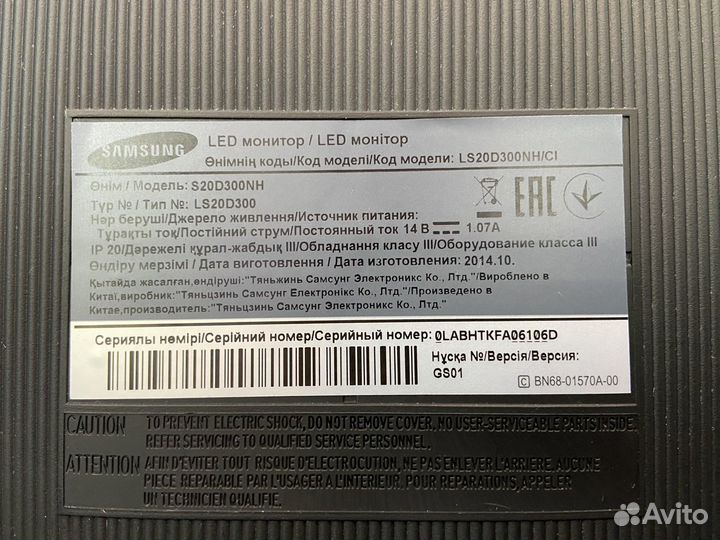 SAMSUNG
LED монитор / LED монітор
Өнімнің коды/Код моделі/Код модели: LS20D300NH/CI
Өнім / Модель: S20D300NH
Түр № / Тип №: LS20D300
Нәр беруші/Джерело живлення/Источник питания:
Тұрақты ток/Постійний струм/Постоянный ток 14 В 1.07A
IP 20/Дәрежелі құрал-жабдық III/Обладнання класу III/Оборудование класса III
Өндіру мерзімі / Дата виготовлення / Дата изготовления: 2014.10.
Қытайда жасалған,өндіруші:"Тяньжинь Самсунг Электроникс Ко., Лтд."/Вироблено в
Китаї,виробник:"Тяньцзинь Самсунг Електронікс Ко., Лтд."/Произведено в
Китае,производитель:"Тяньцзинь Самсунг Электроникс Ко., Лтд."
EAC
Сериялы нөмірі/Серійний номер/Серийный номер: 0LABHTKFA06106D
Нұсқа №/Версія/Версия:
GS01
C BN68-01570A-00
CAUTION TO PREVENT ELECTRIC SHOCK, DO NOT REMOVE COVER. NO USER-SERVICEABLE PARTS INSIDE.
REFER SERVICING TO QUALIFIED SERVICE PERSONNEL.
ATTENTION AFIN D'EVITER TOUT RISQUE D'ELECTROCUTION, NE PAS ENLEVER L'ARRIERE. AUCUNE
PIECE REPARABLE PAR L'USAGER A L'INTERIEUR. POUR REPARATIONS, APPELER
UN TECHNICIEN QUALIFIE.
Avito